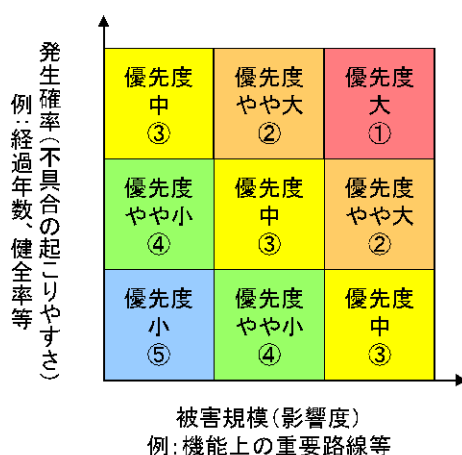 発生確率(不具合の起こりやすさ)
例:経過年数、健全率等
優先度
中
③
優先度
やや大
②
優先度
大
①
優先度
やや小
④
優先度
中
③
優先度
やや大
②
優先度
小
⑤
優先度
やや小
④
優先度
中
③
被害規模(影響度)
例:機能上の重要路線等